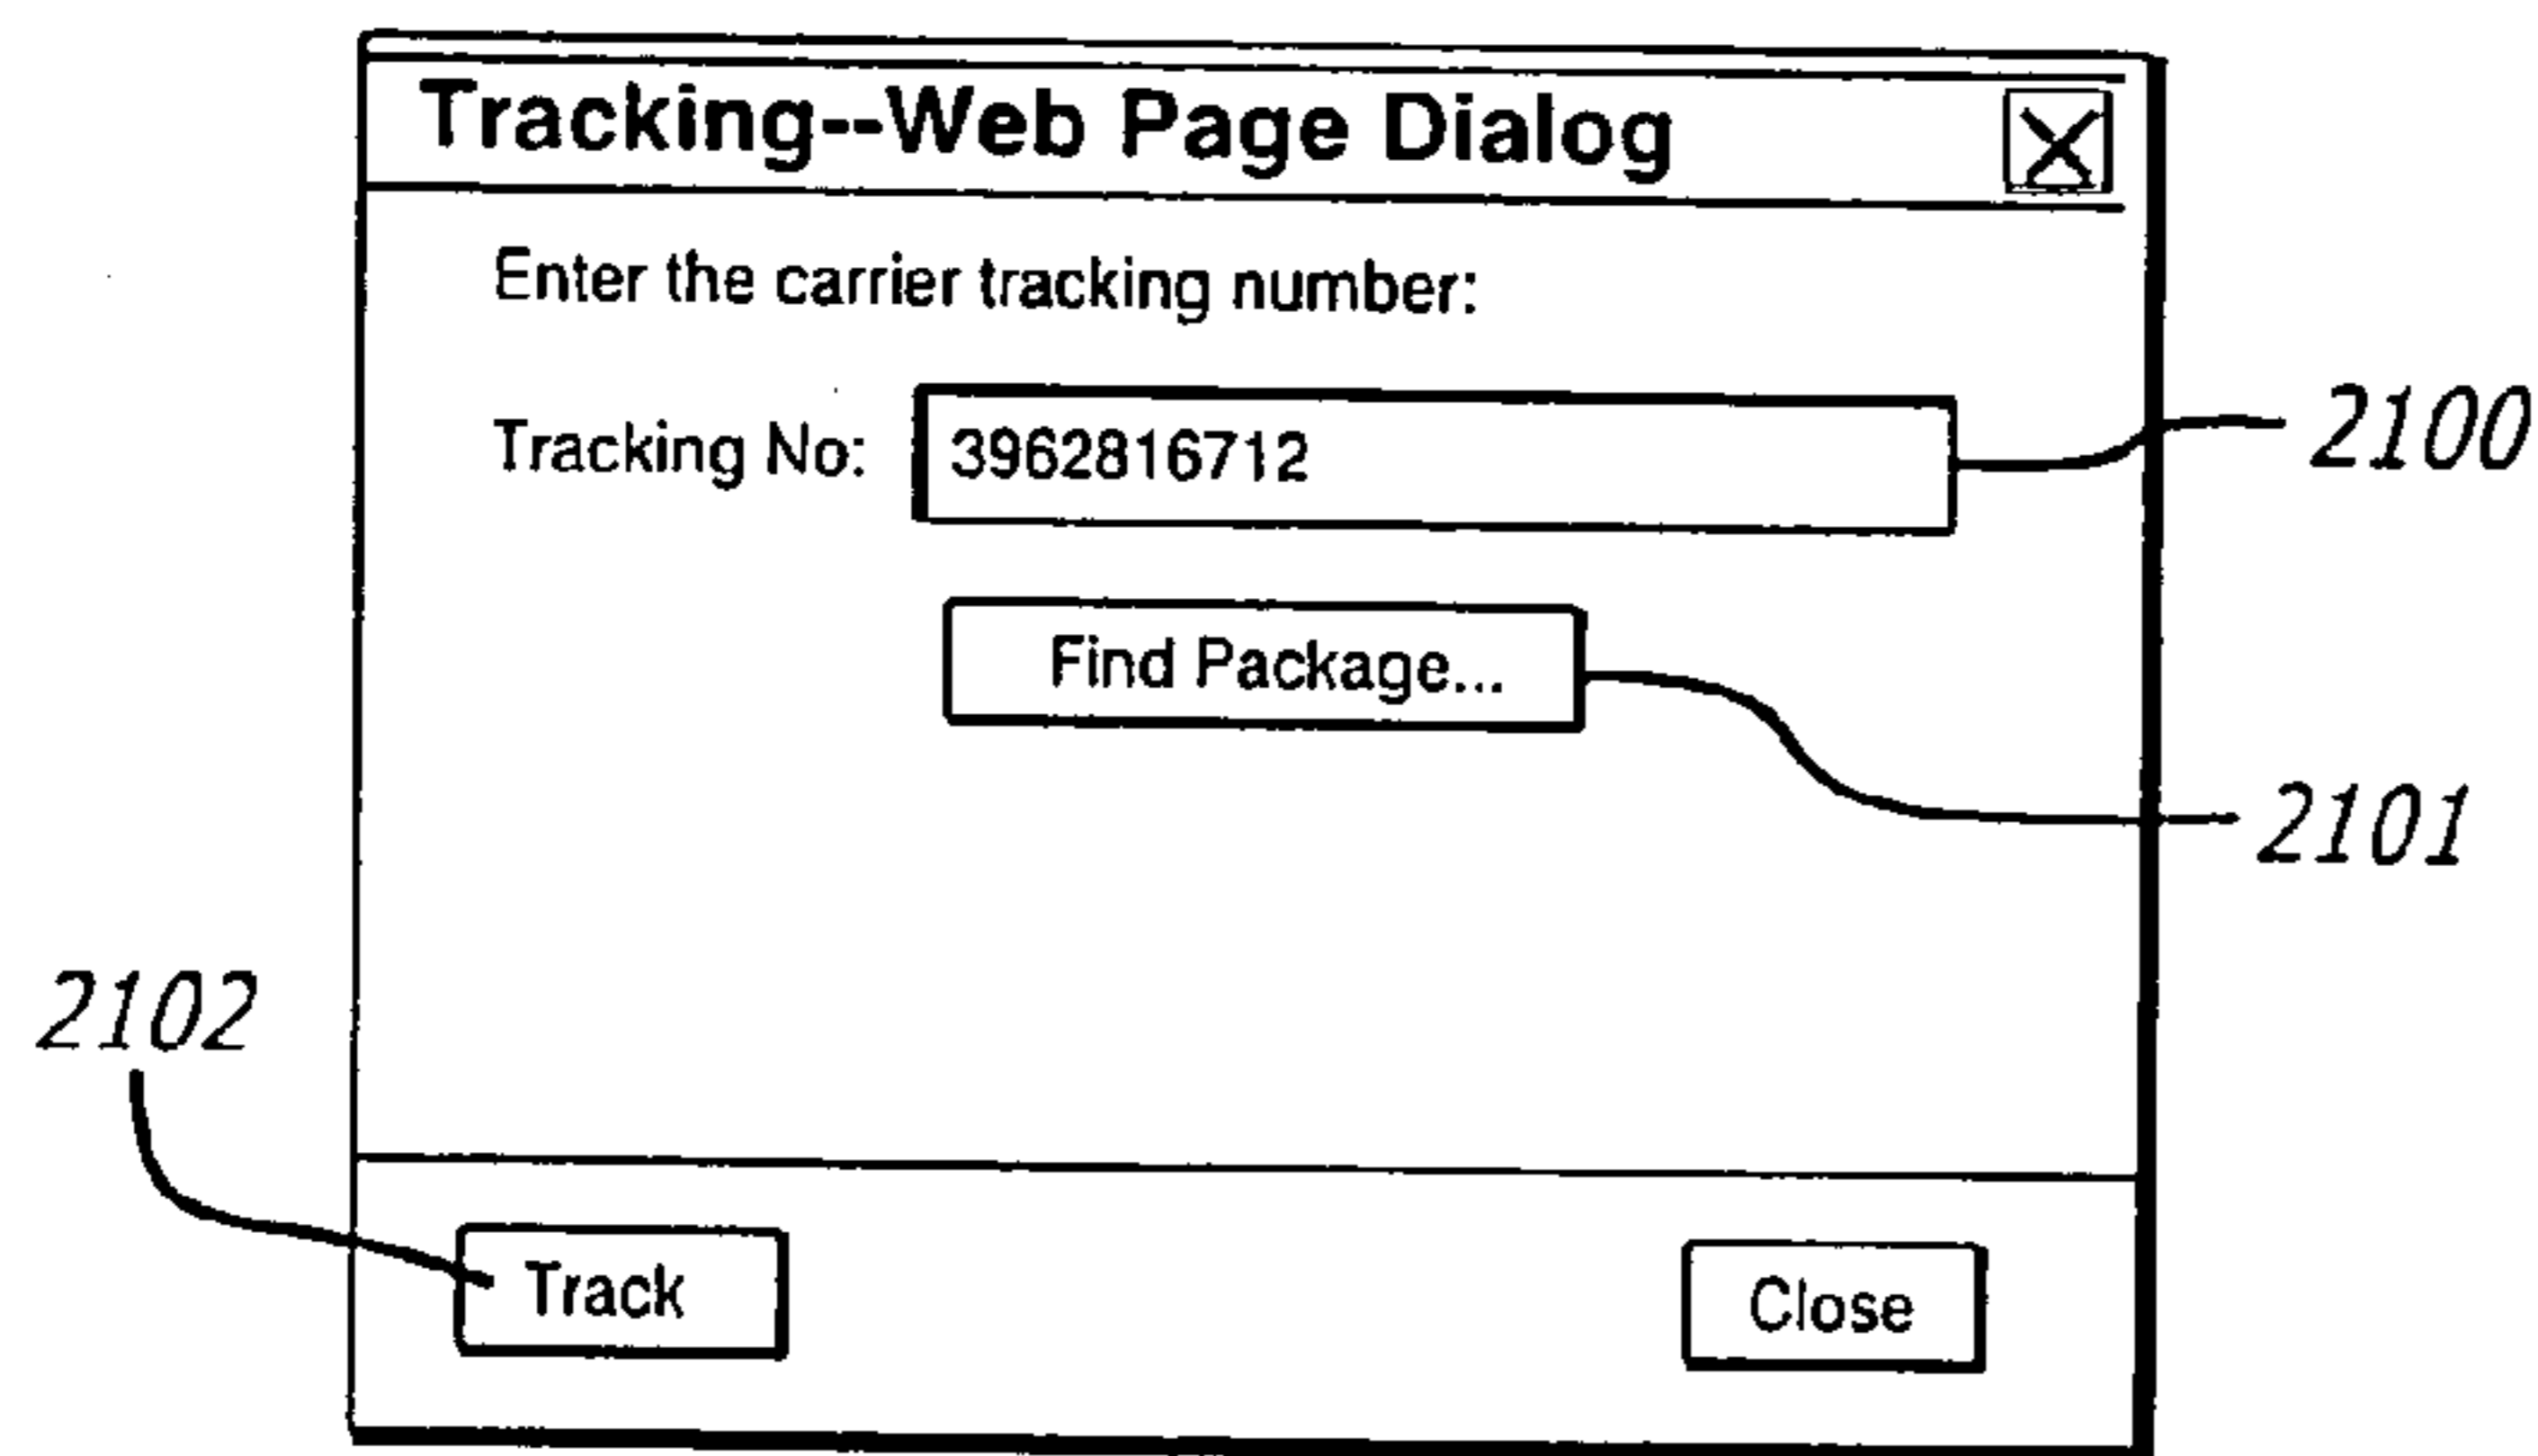 Tracking--Web Page Dialog
Enter the carrier tracking number:
Tracking No: 3962816712
2100
Find Package...
2101
2102
Track Close